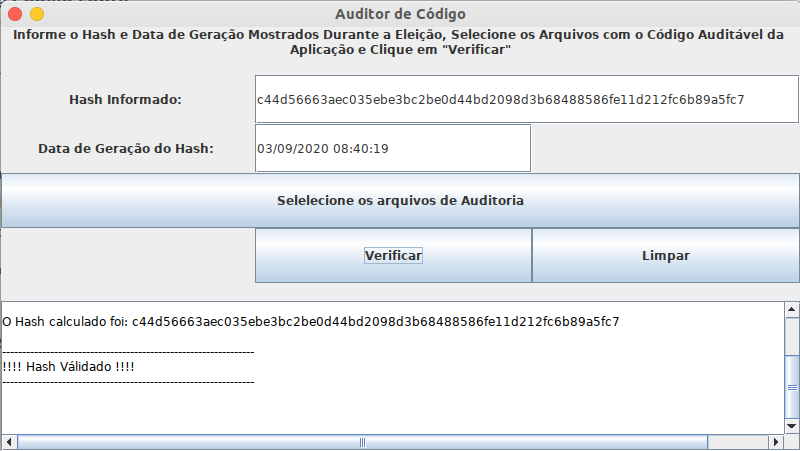 Auditor de Código
Informe o Hash e Data de Geração Mostrados Durante a Eleição, Selecione os Arquivos com o Código Auditável da
Aplicação e Clique em "Verificar"
Hash Informado:
c44d56663aec035ebe3bc2be0d44bd2098d3b68488586fe11d212fc6b89a5fc7
Data de Geração do Hash:
03/09/2020 08:40:19
Selelecione os arquivos de Auditoria
Verificar
Limpar
O Hash calculado foi: c44d56663aec035ebe3bc2be0d44bd2098d3b68488586fe11d212fc6b89a5fc7
---------------------------------------------------------------
!!!! Hash Válidado !!!!
---------------------------------------------------------------